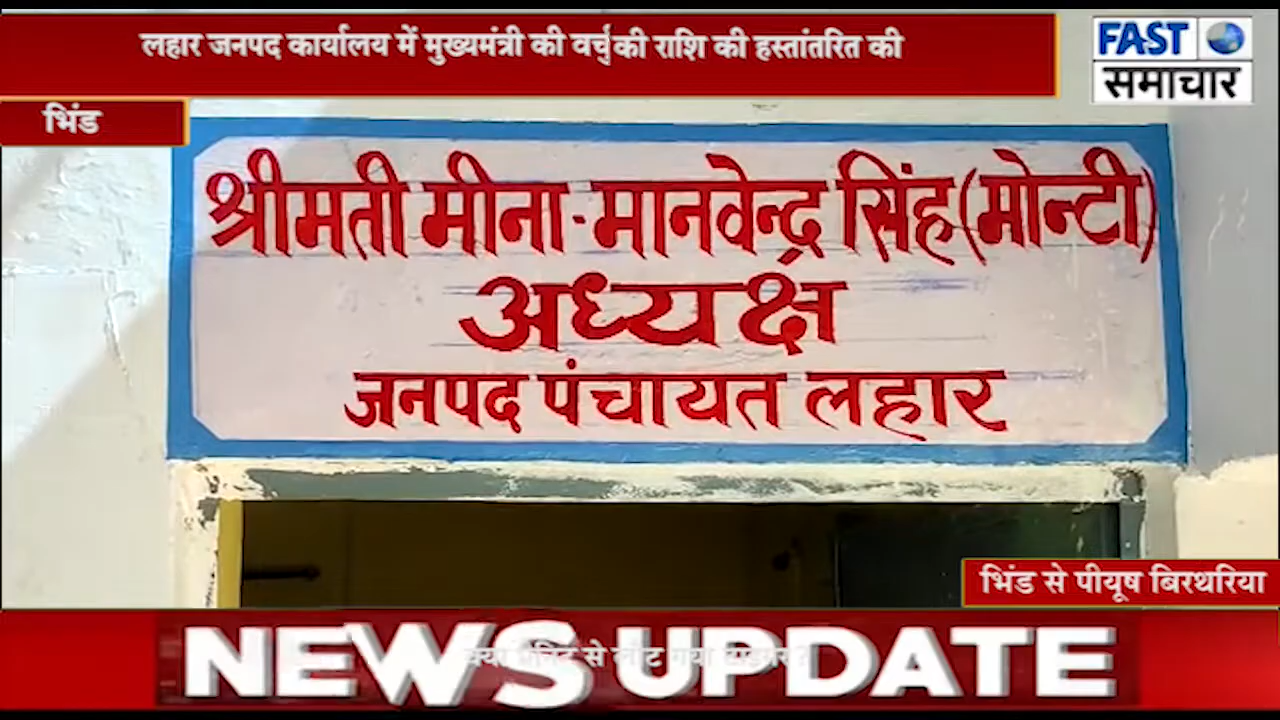 लहार जनपद कार्यालय में मुख्यमंत्री की वर्चुकी राशि की हस्तांतरित की
FAST
समाचार
भिंड
श्रीमती मीना-मानवेन्द्र सिंह(मोन्टी)
अध्यक्ष
जनपद पंचायत लहार
भिंड से पीयूष बिरथरिया
NEWS UPDATE